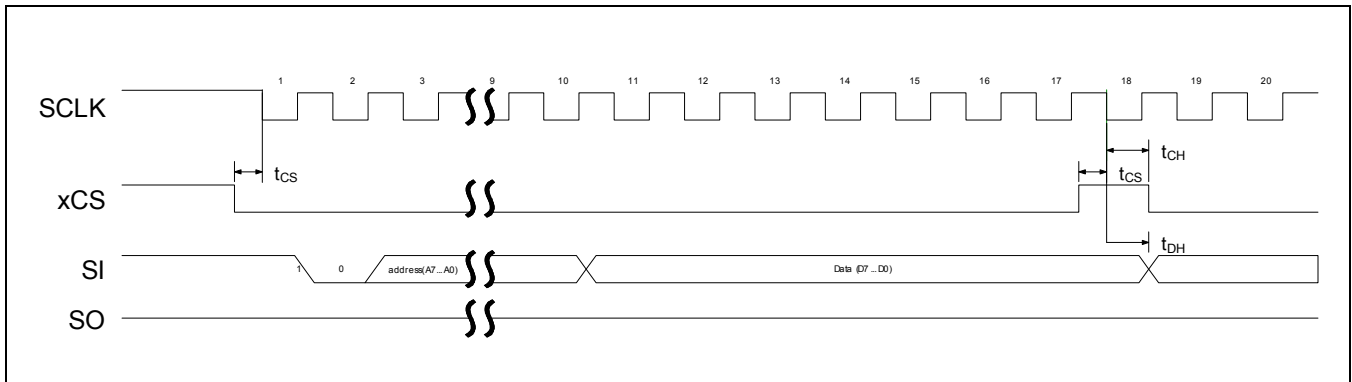 1 2 3 9 10 11 12 13 14 15 16 17 18 19 20
SCLK
tCH
tCS tCS
xCS
tDH
SI 1 0 address(A7...A0) Data (D7 ...D0)
SO